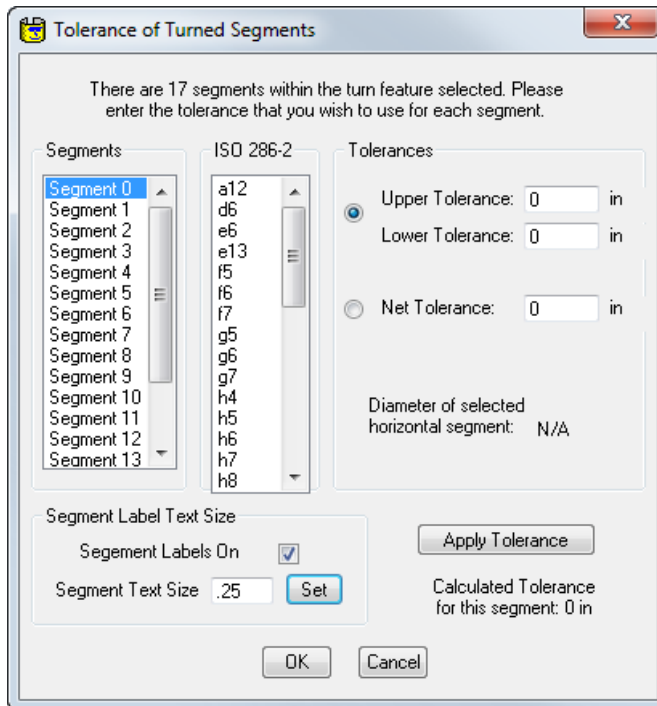 Tolerance of Turned Segments
There are 17 segments within the turn feature selected. Please
enter the tolerance that you wish to use for each segment.
Segments
Segment 0
Segment 1
Segment 2
Segment 3
Segment 4
Segment 5
Segment 6
Segment 7
Segment 8
Segment 9
Segment 10
Segment 11
Segment 12
Segment 13
ISO 286-2
a12
d6
e6
e13
f5
f6
f7
g5
g6
g7
h4
h5
h6
h7
h8
Tolerances
Upper Tolerance: 0 in
Lower Tolerance: 0 in
Net Tolerance: 0 in
Diameter of selected
horizontal segment: N/A
Segment Label Text Size
Segement Labels On
Segment Text Size .25 Set
Apply Tolerance
Calculated Tolerance
for this segment: 0 in
OK Cancel